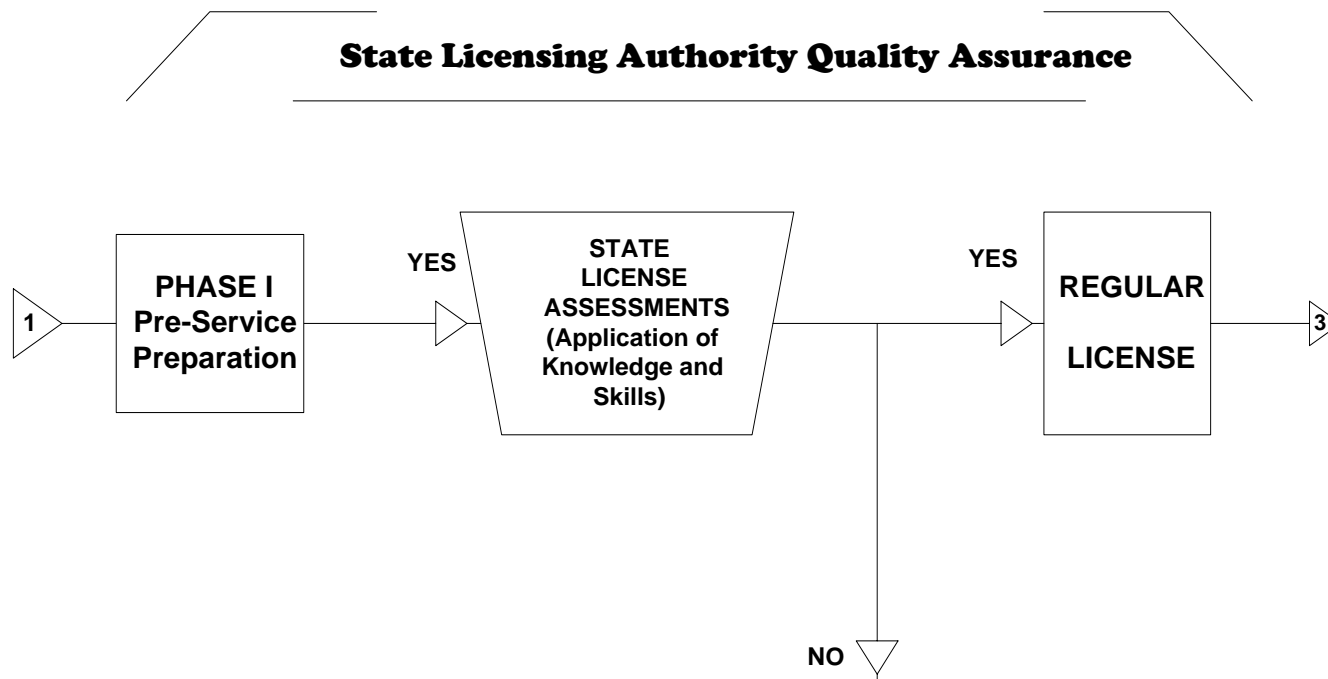 State Licensing Authority Quality Assurance
1
PHASE I
Pre-Service
Preparation
YES
STATE
LICENSE
ASSESSMENTS
(Application of
Knowledge and
Skills)
YES
REGULAR
LICENSE
3
NO